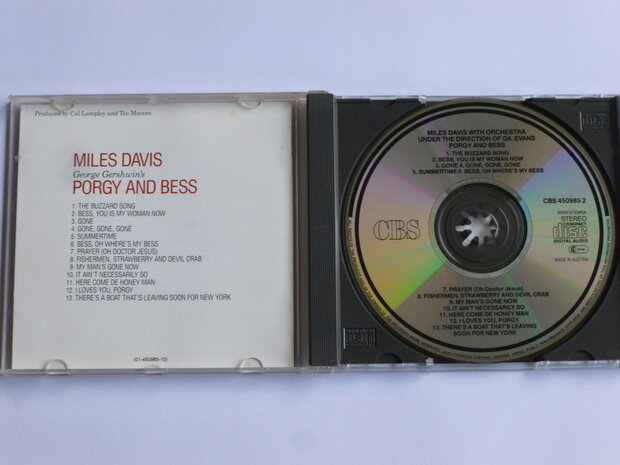 Produced by Cal Lampley and Teo Macero
MILES DAVIS
George Gershwin's
PORGY AND BESS
1. THE BUZZARD SONG
2. BESS, YOU IS MY WOMAN NOW
3. GONE
4. GONE, GONE, GONE
5. SUMMERTIME
6. BESS, OH WHERE'S MY BESS
7. PRAYER (OH DOCTOR JESUS)
8. FISHERMEN, STRAWBERRY AND DEVIL CRAB
9. MY MAN'S GONE NOW
10. IT AIN'T NECESSARILY SO
11. HERE COME DE HONEY MAN
12. I LOVES YOU, PORGY
13. THERE'S A BOAT THAT'S LEAVING SOON FOR NEW YORK
(01-450985-10)
MILES DAVIS WITH ORCHESTRA
UNDER THE DIRECTION OF GIL EVANS
PORGY AND BESS
1. THE BUZZARD SONG
2. BESS, YOU IS MY WOMAN NOW
3. GONE 4. GONE, GONE, GONE
5. SUMMERTIME 6. BESS, OH WHERE'S MY BESS
CBS 450985 2
CBS
BIEM/STEMRA
STEREO
COMPACT
disc
DIGITAL AUDIO
MADE IN AUSTRIA
7. PRAYER (Oh Doctor Jesus)
8. FISHERMEN, STRAWBERRY AND DEVIL CRAB
9. MY MAN'S GONE NOW
10. IT AIN'T NECESSARILY SO
11. HERE COME DE HONEY MAN
12. I LOVES YOU, PORGY
13. THERE'S A BOAT THAT'S LEAVING
SOON FOR NEW YORK